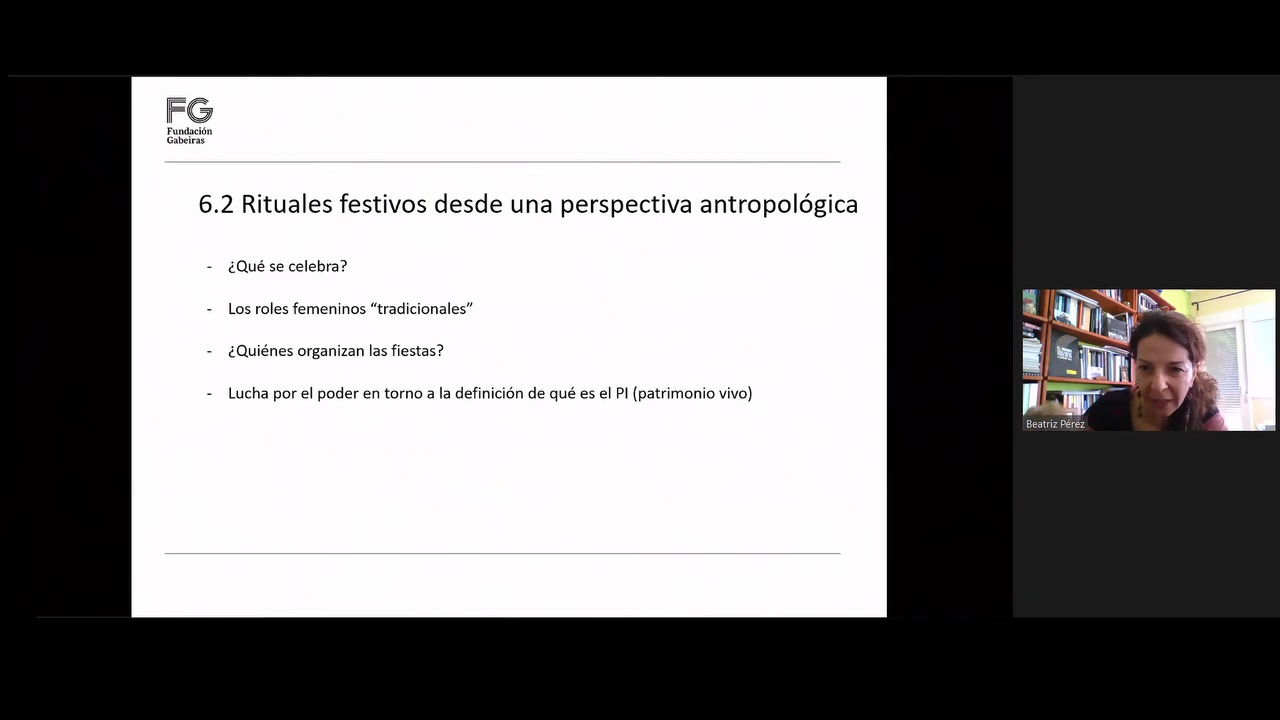 FG
Fundación
Gabeiras
6.2 Rituales festivos desde una perspectiva antropológica
- ¿Qué se celebra?
- Los roles femeninos “tradicionales”
- ¿Quiénes organizan las fiestas?
- Lucha por el poder en torno a la definición de qué es el PI (patrimonio vivo)
Beatriz Pérez